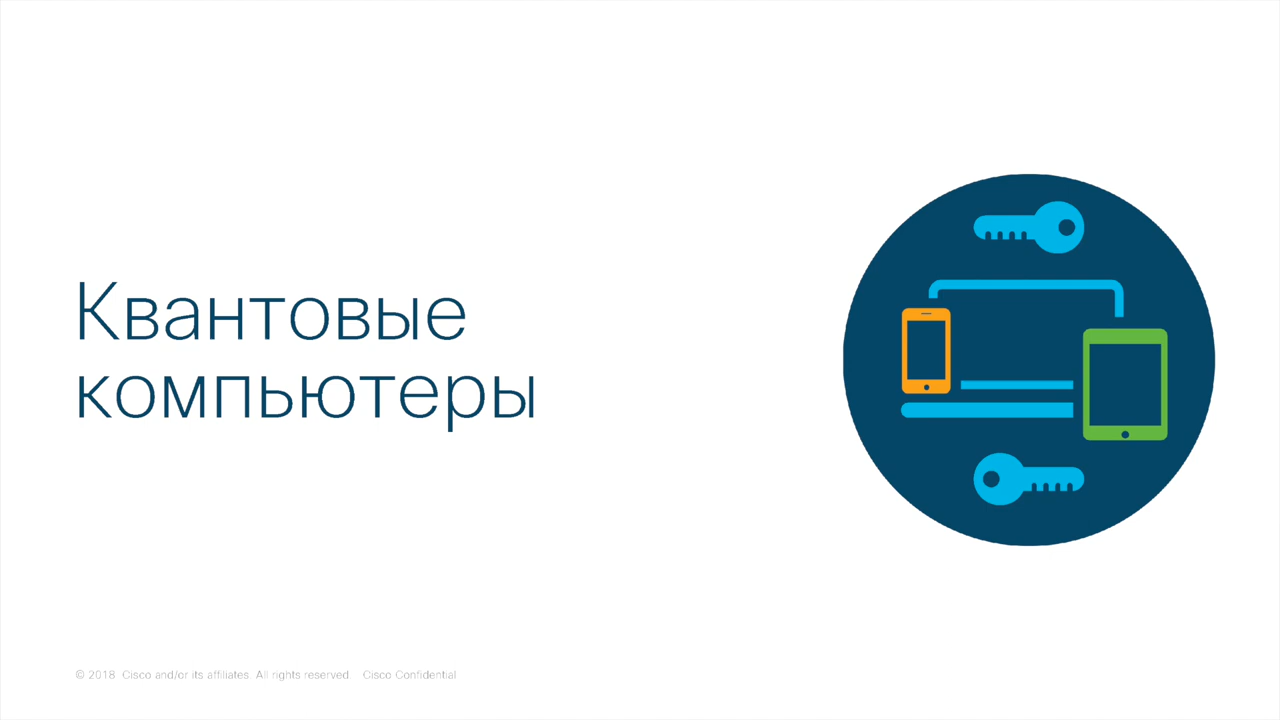 Квантовые
компьютеры
© 2018 Cisco and/or its affiliates. All rights reserved. Cisco Confidential